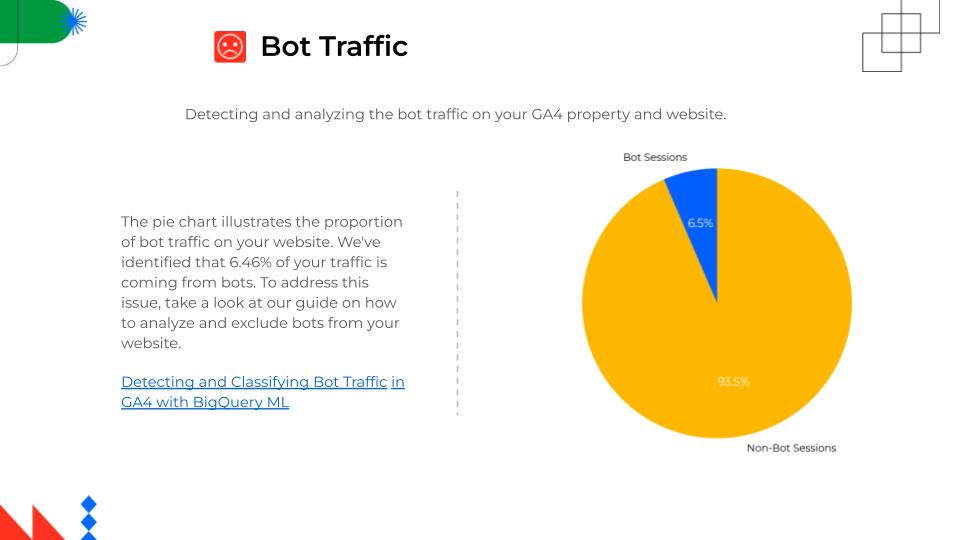 Bot Traffic
Detecting and analyzing the bot traffic on your GA4 property and website.
The pie chart illustrates the proportion
of bot traffic on your website. We've
identified that 6.46% of your traffic is
coming from bots. To address this
issue, take a look at our guide on how
to analyze and exclude bots from your
website.
Detecting and Classifying Bot Traffic in
GA4 with BigQuery ML
Bot Sessions
6.5%
93.5%
Non-Bot Sessions